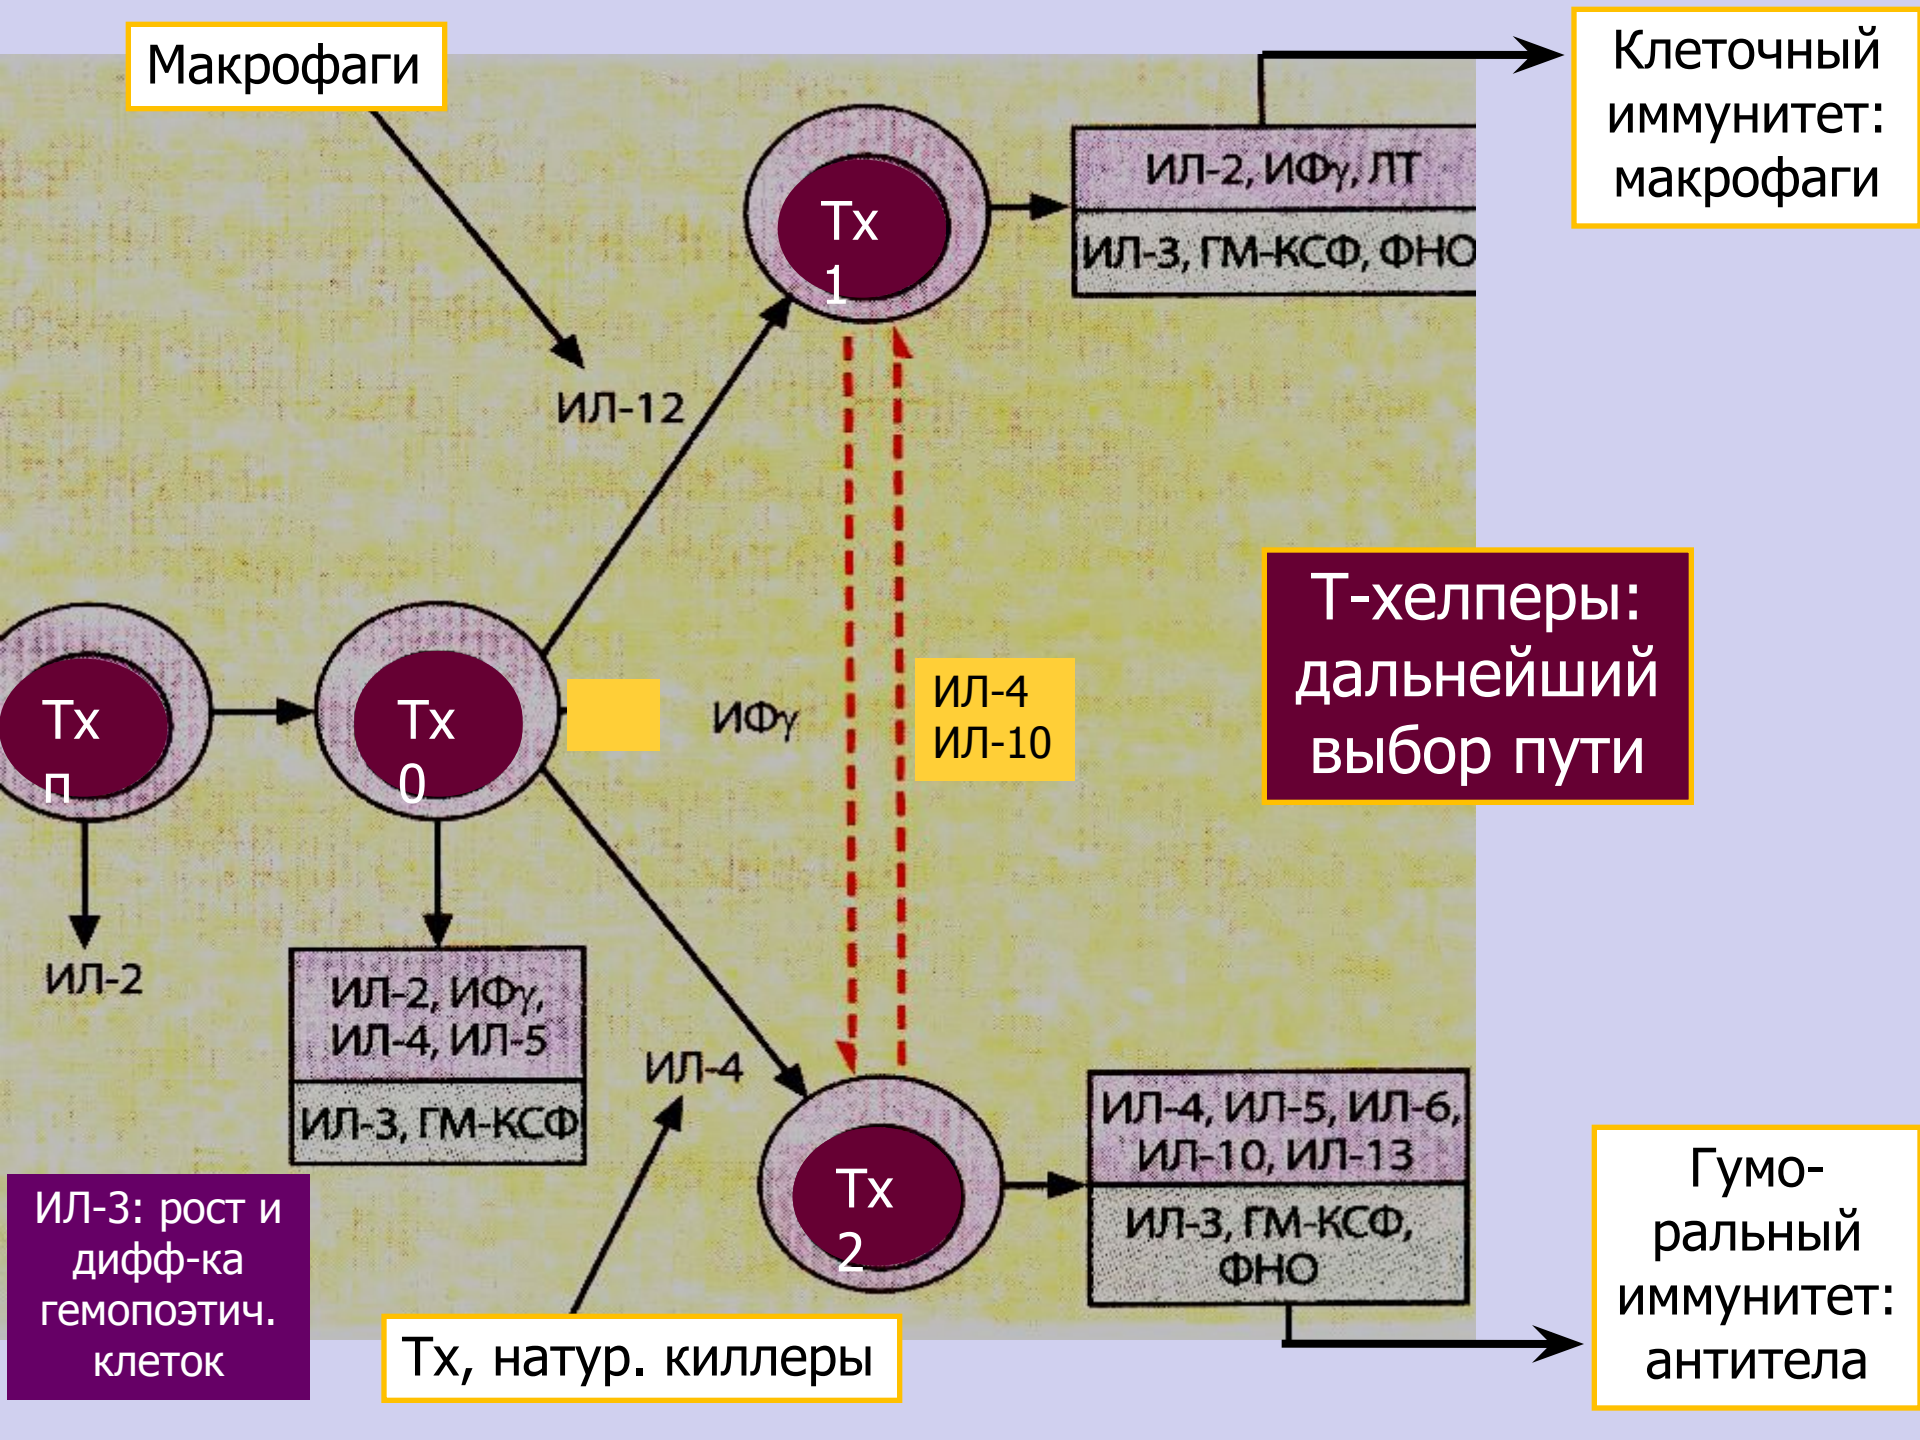 Макрофаги
Клеточный
иммунитет:
макрофаги
ИЛ-2, ИФγ, ЛТ
ИЛ-3, ГМ-КСФ, ФНО
Тх
1
ИЛ-12
Т-хелперы:
дальнейший
выбор пути
Тх
п
Тх
0
ИФγ
ИЛ-4
ИЛ-10
ИЛ-2
ИЛ-2, ИФγ,
ИЛ-4, ИЛ-5
ИЛ-3, ГМ-КСФ
ИЛ-4
Тх
2
ИЛ-4, ИЛ-5, ИЛ-6,
ИЛ-10, ИЛ-13
ИЛ-3, ГМ-КСФ,
ФНО
ИЛ-3: рост и
дифф-ка
гемопоэтич.
клеток
Тх, натур. киллеры
Гумо-
ральный
иммунитет:
антитела